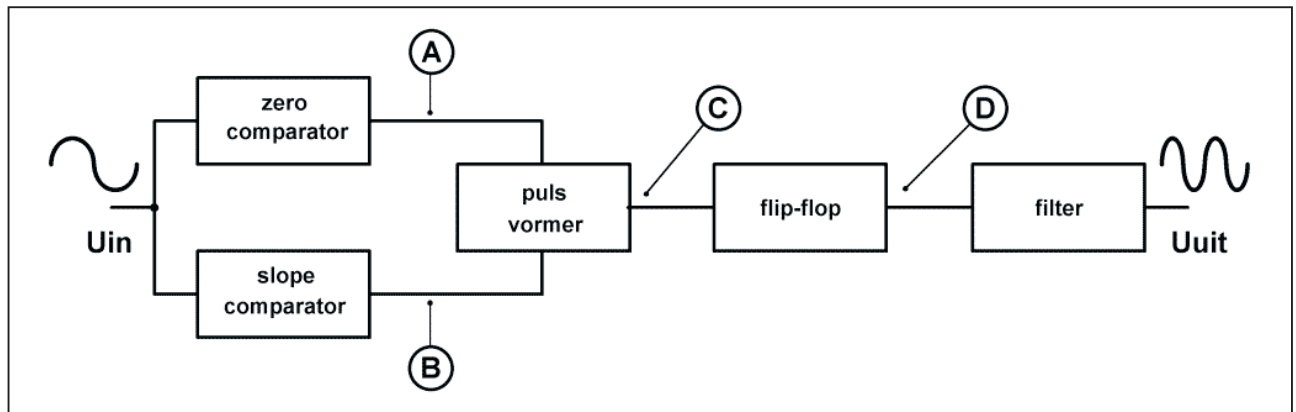 A
zero
comparator
C
D
puls
vormer
flip-flop
filter
Uin
Uuit
slope
comparator
B